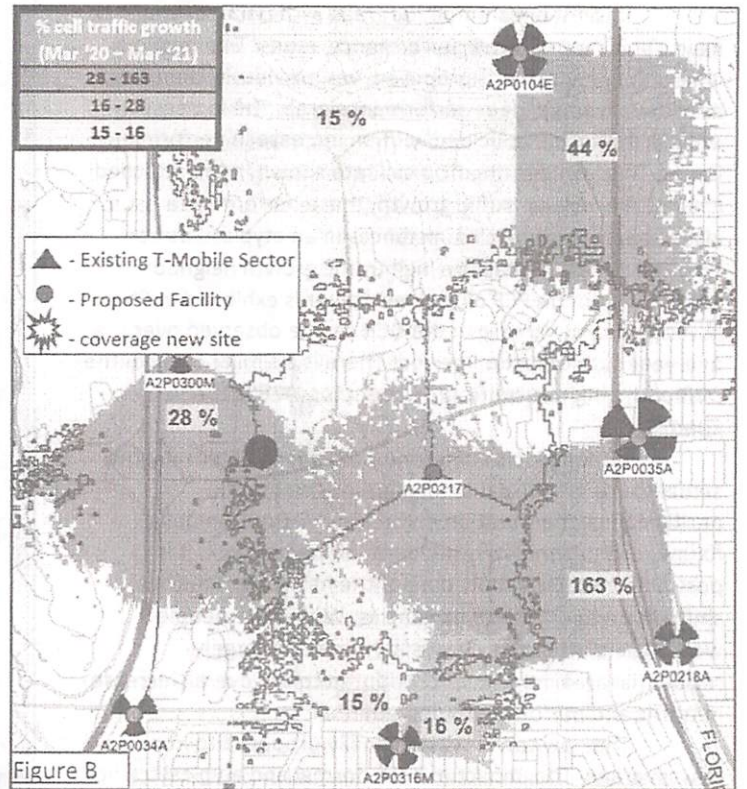 % cell traffic growth
(Mar '20 – Mar '21)
28 - 163
16 - 28
15 - 16
15 %
A2P0104E
44 %
- Existing T-Mobile Sector
- Proposed Facility
- coverage new site
A2P0300M
28 %
A2P0217
A2P0035A
163 %
A2P0218A
15 %
16 %
A2P0034A
A2P0316M
Figure B